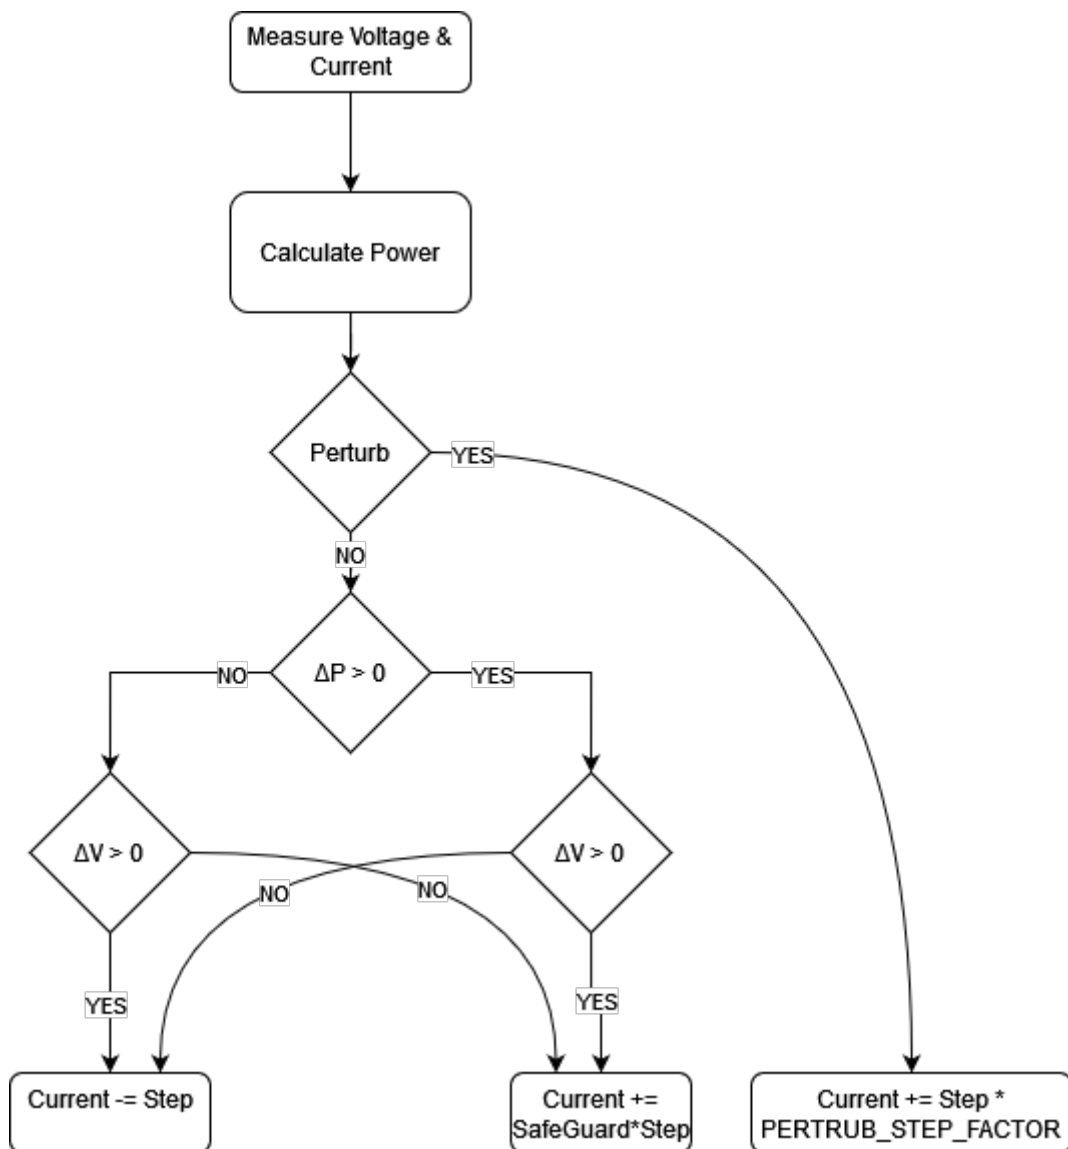 Measure Voltage &
Current
Calculate Power
Perturb
YES
NO
ΔP > 0
NO
YES
ΔV > 0
ΔV > 0
NO
NO
YES
YES
Current -= Step
Current +=
SafeGuard*Step
Current += Step *
PERTRUB_STEP_FACTOR